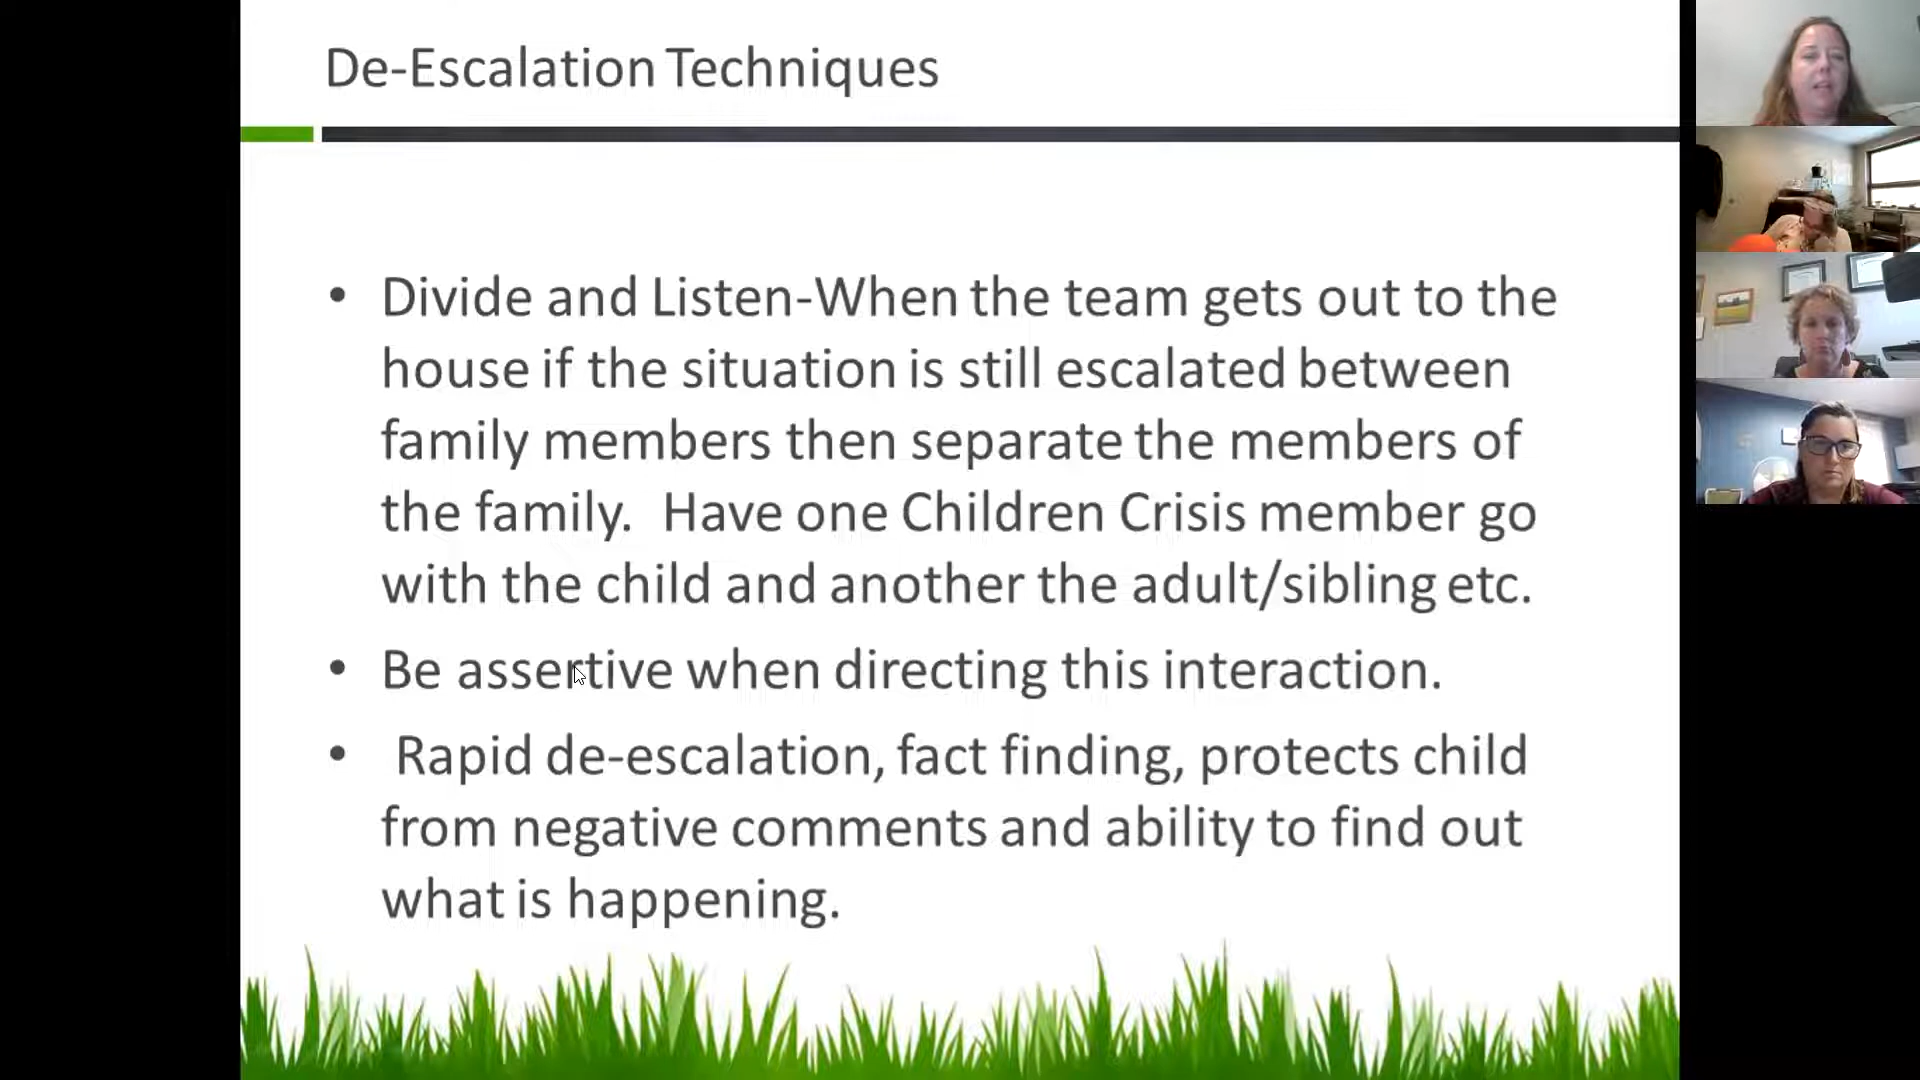 De-Escalation Techniques
• Divide and Listen-When the team gets out to the
house if the situation is still escalated between
family members then separate the members of
the family.  Have one Children Crisis member go
with the child and another the adult/sibling etc.
• Be assertive when directing this interaction.
•  Rapid de-escalation, fact finding, protects child
from negative comments and ability to find out
what is happening.